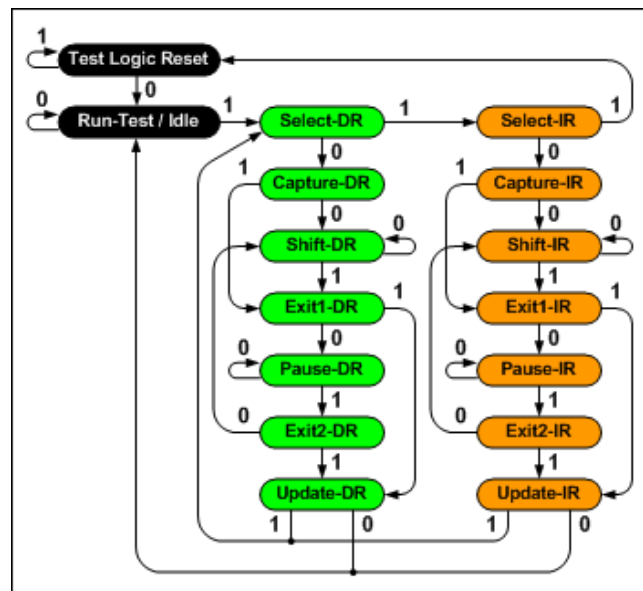 1
Test Logic Reset
0
0
Run-Test / Idle
1
Select-DR
1
Select-IR
1
0
0
1
Capture-DR
1
Capture-IR
0
0
Shift-DR
0
Shift-IR
0
1
1
Exit1-DR
1
Exit1-IR
1
0
0
0
Pause-DR
0
Pause-IR
1
1
0
Exit2-DR
0
Exit2-IR
1
1
Update-DR
Update-IR
1
0
1
0